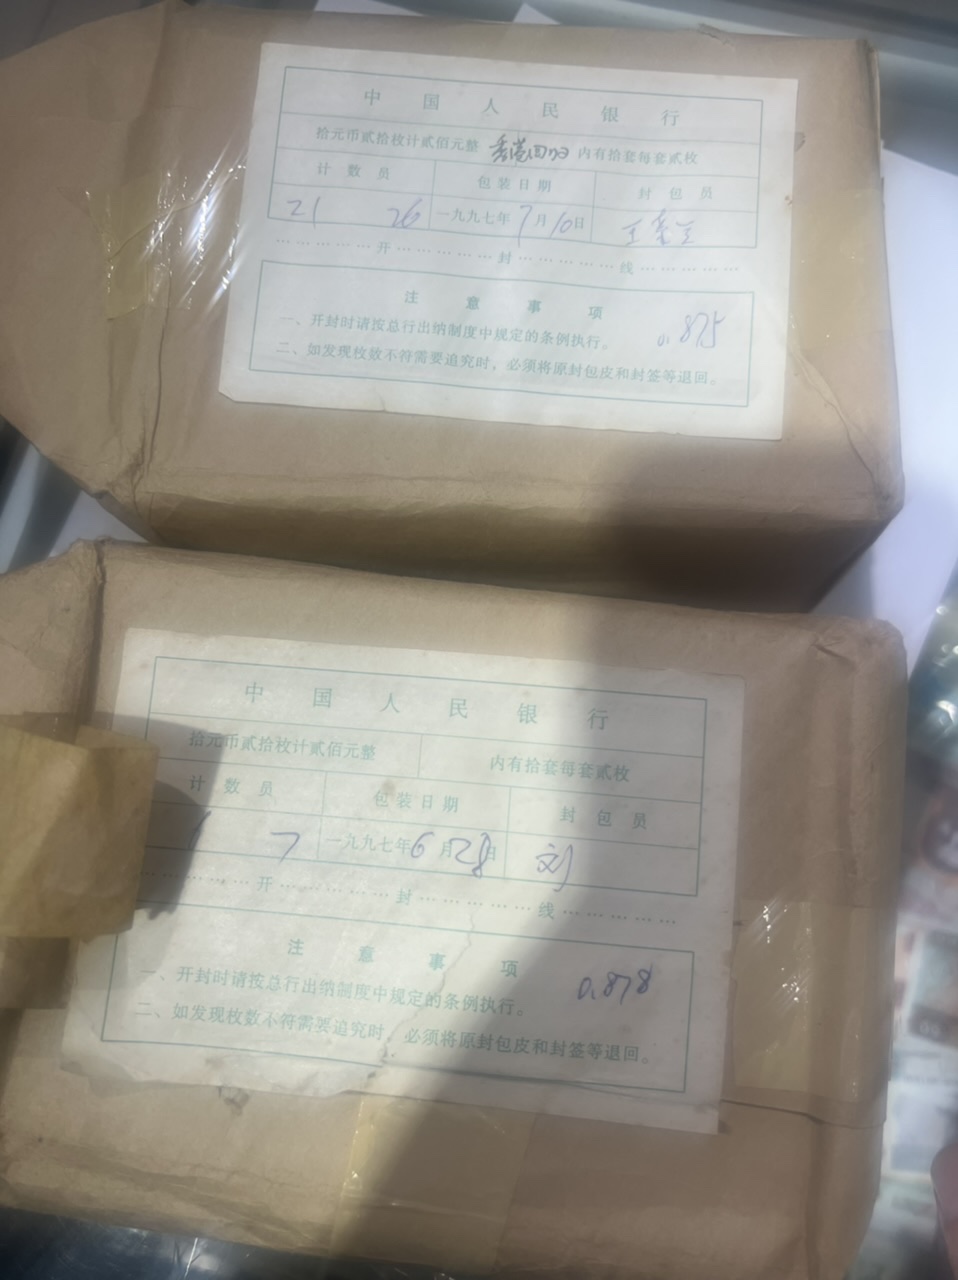 中国人民银行
拾元币贰拾枚计贰佰元整 香港回归 内有拾套每套贰枚
计数员 包装日期 封包员
21 26 一九九七年7月10日 王
开封线
注意事项
一、开封时请按总行出纳制度中规定的条例执行。
0.875
二、如发现枚数不符需要追究时,必须将原封包皮和封签等退回。
中国人民银行
拾元币贰拾枚计贰佰元整 内有拾套每套贰枚
计数员 包装日期 封包员
7 一九九七年6月28日 刘
开封线
注意事项
一、开封时请按总行出纳制度中规定的条例执行。
0.878
二、如发现枚数不符需要追究时,必须将原封包皮和封签等退回。